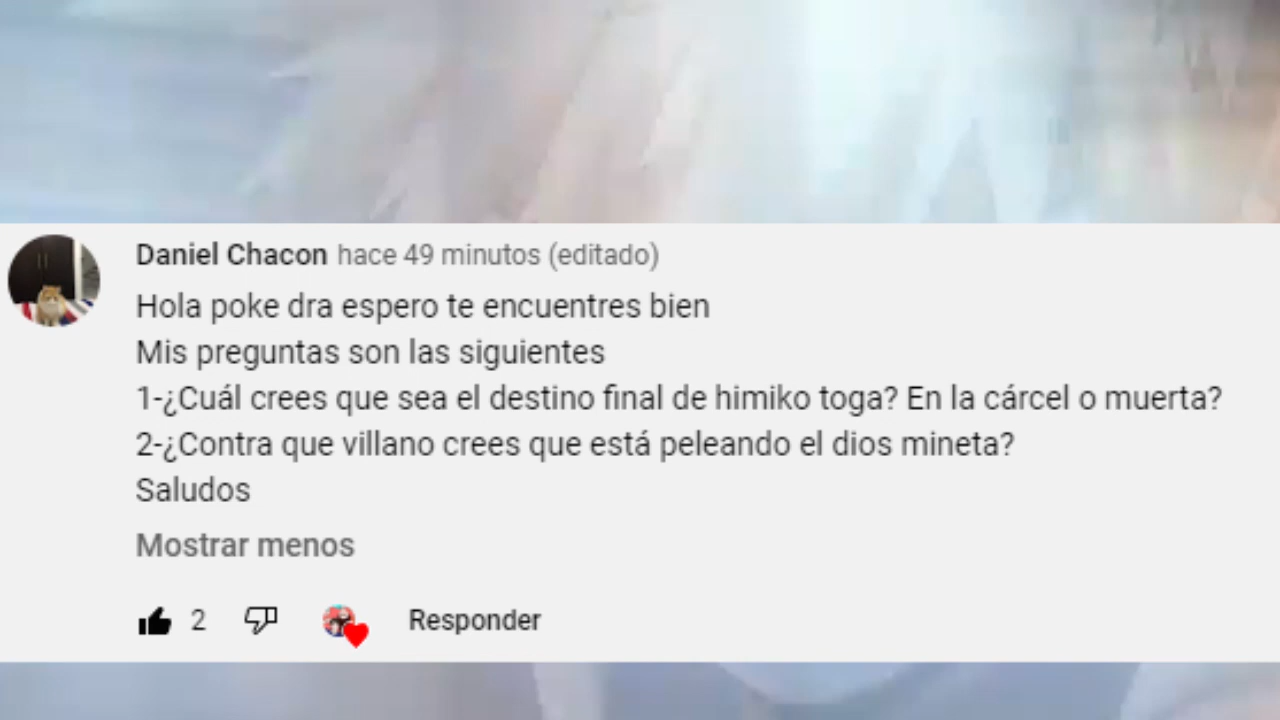 Daniel Chacon hace 49 minutos (editado)
Hola poke dra espero te encuentres bien
Mis preguntas son las siguientes
1-¿Cuál crees que sea el destino final de himiko toga? En la cárcel o muerta?
2-¿Contra que villano crees que está peleando el dios mineta?
Saludos
Mostrar menos
2 Responder